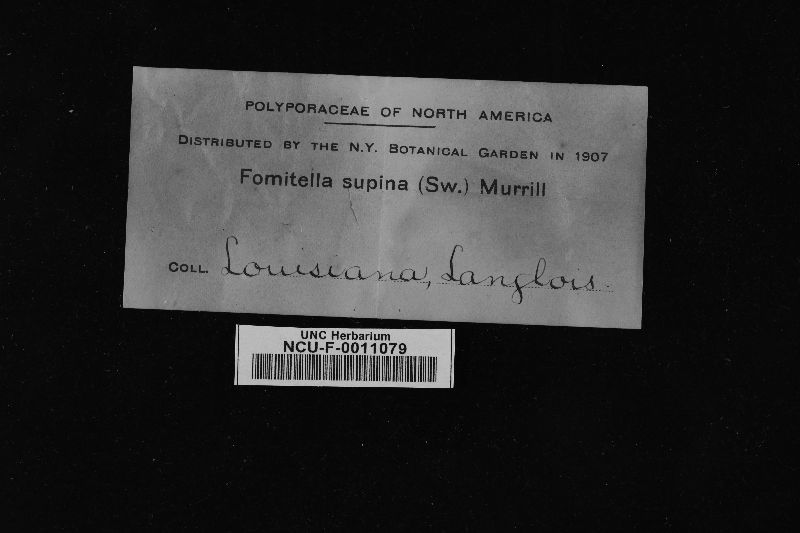 POLYPORACEAE OF NORTH AMERICA
DISTRIBUTED BY THE N.Y. BOTANICAL GARDEN IN 1907
Fomitella supina (Sw.) Murrill
COLL. Louisiana, Langlois.
UNC Herbarium
NCU-F-0011079